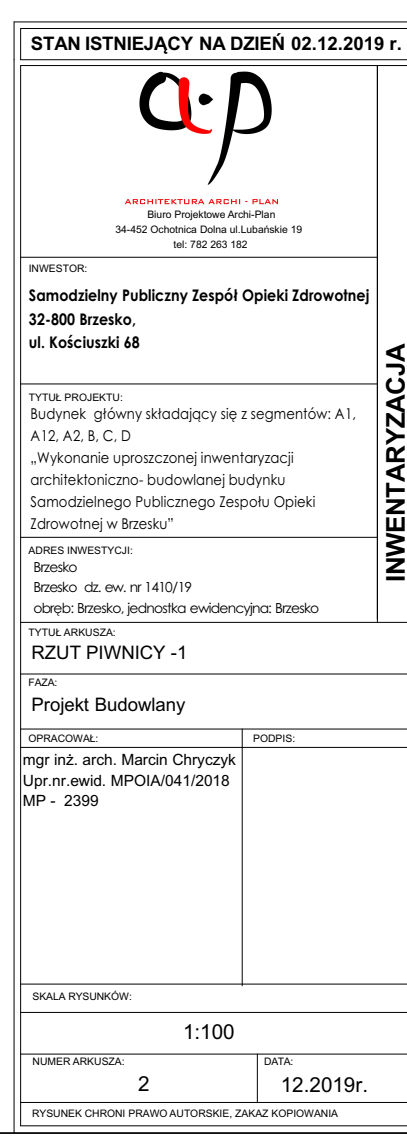 STAN ISTNIEJĄCY NA DZIEŃ 02.12.2019 r.
a·p
ARCHITEKTURA ARCHI - PLAN
Biuro Projektowe Archi-Plan
34-452 Ochotnica Dolna ul.Lubańskie 19
tel: 782 263 182
INWESTOR:
Samodzielny Publiczny Zespół Opieki Zdrowotnej
32-800 Brzesko,
ul. Kościuszki 68
TYTUŁ PROJEKTU:
Budynek główny składający się z segmentów: A1,
A12, A2, B, C, D
„Wykonanie uproszczonej inwentaryzacji
architektoniczno- budowlanej budynku
Samodzielnego Publicznego Zespołu Opieki
Zdrowotnej w Brzesku”
ADRES INWESTYCJI:
Brzesko
Brzesko dz. ew. nr 1410/19
obręb: Brzesko, jednostka ewidencyjna: Brzesko
INWENTARYZACJA
TYTUŁ ARKUSZA:
RZUT PIWNICY -1
FAZA:
Projekt Budowlany
OPRACOWAŁ:
PODPIS:
mgr inż. arch. Marcin Chryczyk
Upr.nr.ewid. MPOIA/041/2018
MP - 2399
SKALA RYSUNKÓW:
1:100
NUMER ARKUSZA:
2
DATA:
12.2019r.
RYSUNEK CHRONI PRAWO AUTORSKIE, ZAKAZ KOPIOWANIA